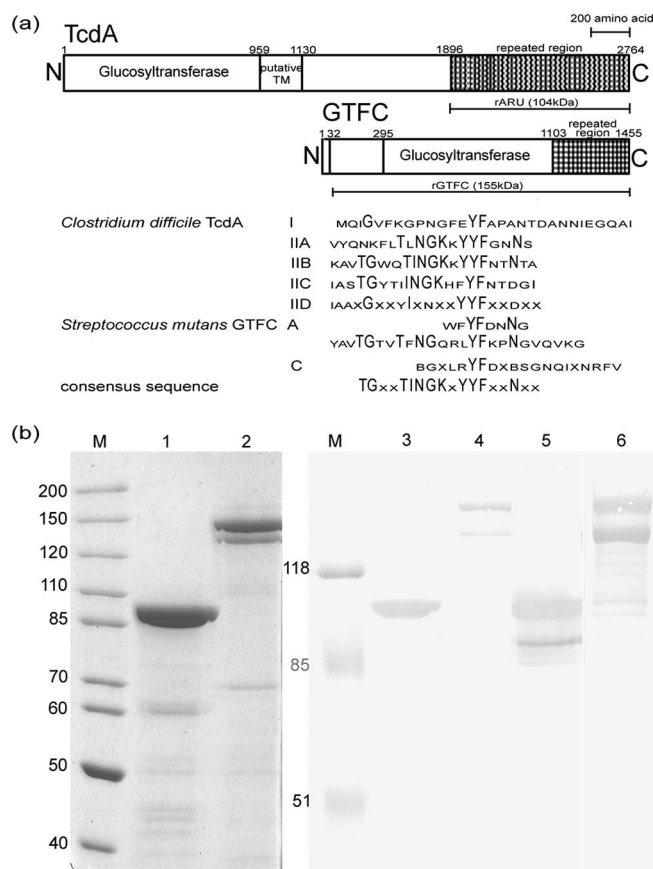 (a)
TcdA
200 amino acid
1 959 1130 1896 2764
repeated region
N Glucosyltransferase putative TM C
rARU (104kDa)
GTFC
repeated region
1 32 295 1103 1455
N Glucosyltransferase C
rGTFC (155kDa)
Clostridium difficile TcdA I MQIGVFKGPNGFEYFAPANTDANNIEGQAI
IIA VYQNKFLTLNGKKYYFGNNS
IIB KAVTGWQTINGKKYYFNTNTA
IIC IASTGYTIINGKHFYFNTDGI
IID IAAXGXXYIXNXXYYFXXDXX
Streptococcus mutans GTFC A WFYFDNNG
YAVTGTVTFNGQRLYFKPNGVQVKG
C BGXLRYFDXBSGNQIXNRFV
consensus sequence TGXXTINGKXYYFXXNXX
(b)
M 1 2 M 3 4 5 6
200
150
120
110
85
70
60
50
40
118
85
51